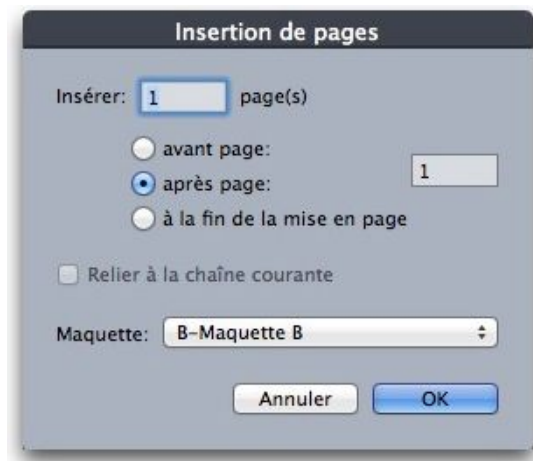 Insertion de pages
Insérer: 1 page(s)
avant page:
après page: 1
à la fin de la mise en page
Relier à la chaîne courante
Maquette: B-Maquette B
Annuler OK